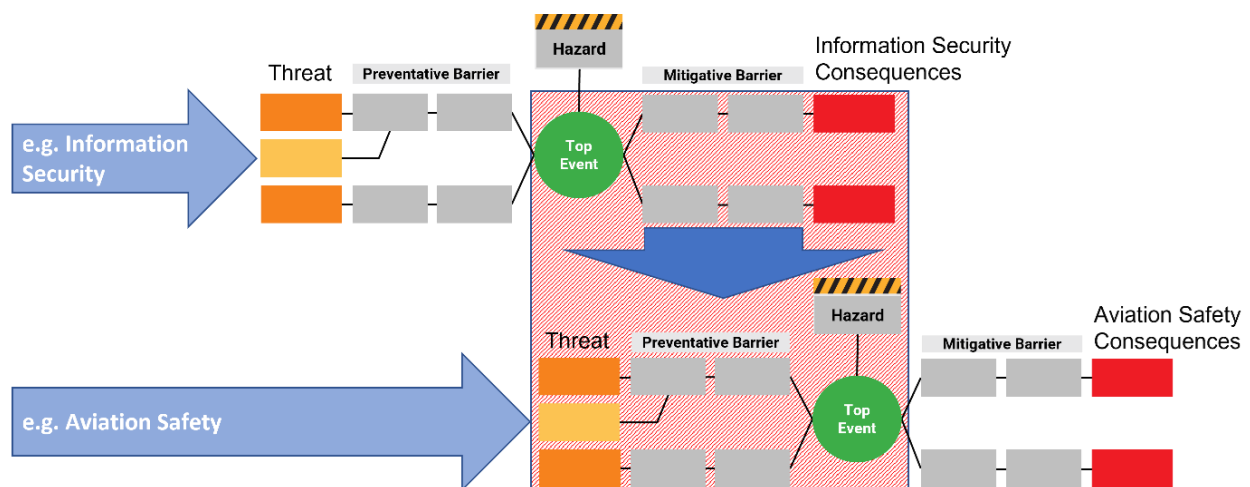 Hazard
Information Security
Consequences
Threat
Preventative Barrier
Mitigative Barrier
e.g. Information
Security
Top
Event
Hazard
Aviation Safety
Consequences
Threat
Preventative Barrier
Mitigative Barrier
e.g. Aviation Safety
Top
Event